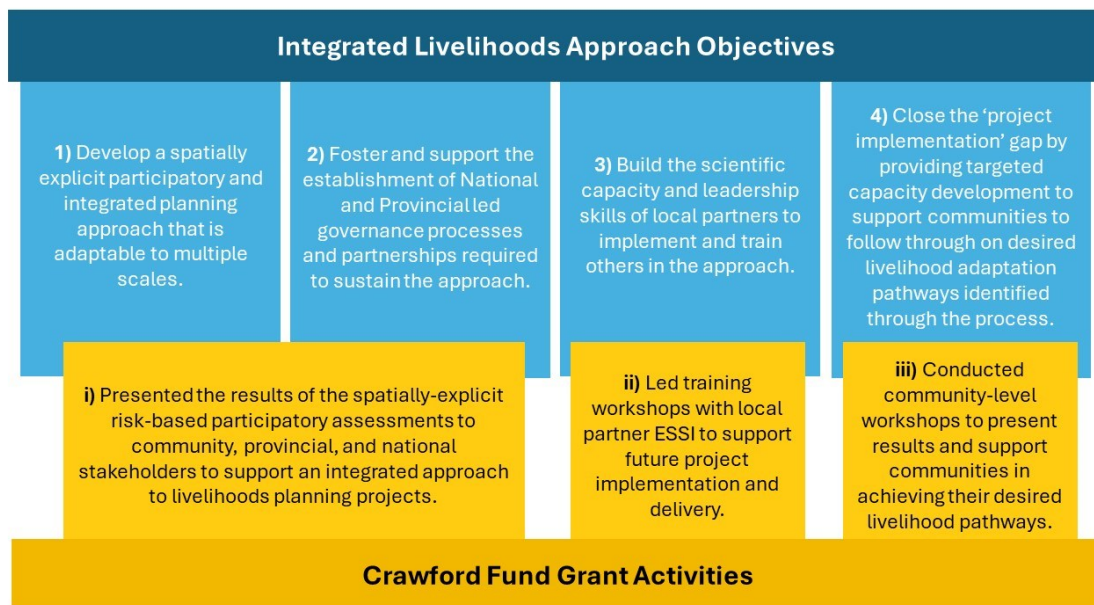 Integrated Livelihoods Approach Objectives
1) Develop a spatially
explicit participatory and
integrated planning
approach that is
adaptable to multiple
scales.
2) Foster and support the
establishment of National
and Provincial led
governance processes
and partnerships required
to sustain the approach.
3) Build the scientific
capacity and leadership
skills of local partners to
implement and train
others in the approach.
4) Close the ‘project
implementation’ gap by
providing targeted
capacity development to
support communities to
follow through on desired
livelihood adaptation
pathways identified
through the process.
i) Presented the results of the spatially-explicit
risk-based participatory assessments to
community, provincial, and national
stakeholders to support an integrated approach
to livelihoods planning projects.
ii) Led training
workshops with local
partner ESSI to support
future project
implementation and
delivery.
iii) Conducted
community-level
workshops to present
results and support
communities in
achieving their desired
livelihood pathways.
Crawford Fund Grant Activities